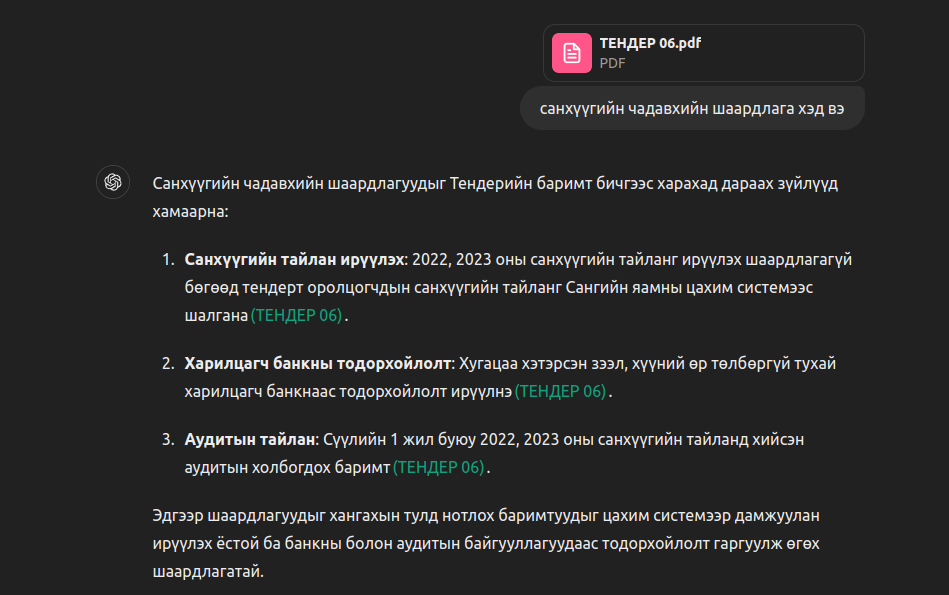 ТЕНДЕР 06.pdf
PDF
санхүүгийн чадавхийн шаардлага хэд вэ
Санхүүгийн чадавхийн шаардлагуудыг Тендерийн баримт бичгээс харахад дараах зүйлүүд
хамаарна:
1. Санхүүгийн тайлан ирүүлэх: 2022, 2023 оны санхүүгийн тайланг ирүүлэх шаардлагагүй
бөгөөд тендерт оролцогчдын санхүүгийн тайланг Сангийн яамны цахим системээс
шалгана (ТЕНДЕР 06).
2. Харилцагч банкны тодорхойлолт: Хугацаа хэтэрсэн зээл, хүүний өр төлбөргүй тухай
харилцагч банкнаас тодорхойлолт ирүүлнэ (ТЕНДЕР 06).
3. Аудитын тайлан: Сүүлийн 1 жил буюу 2022, 2023 оны санхүүгийн тайланд хийсэн
аудитын холбогдох баримт (ТЕНДЕР 06).
Эдгээр шаардлагуудыг хангахын тулд нотлох баримтуудыг цахим системээр дамжуулан
ирүүлэх ёстой ба банкны болон аудитын байгууллагуудаас тодорхойлолт гаргуулж өгөх
шаардлагатай.